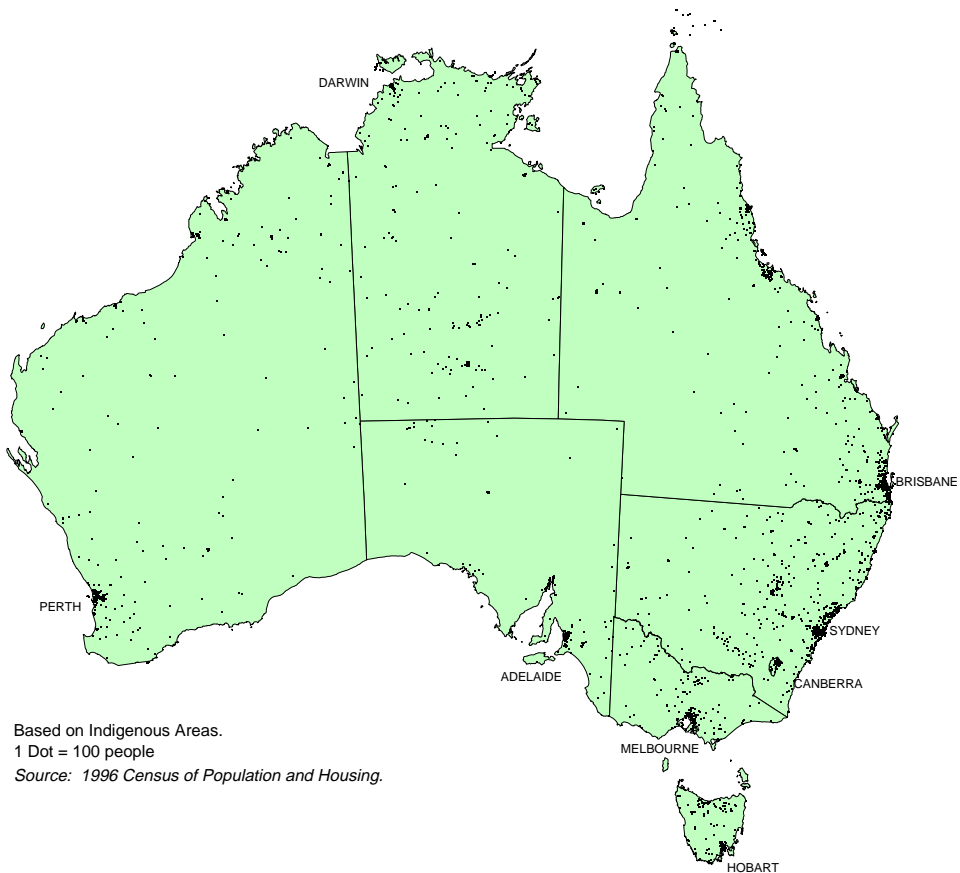 DARWIN
BRISBANE
PERTH
SYDNEY
ADELAIDE
CANBERRA
Based on Indigenous Areas.
MELBOURNE
1 Dot = 100 people
Source: 1996 Census of Population and Housing.
HOBART